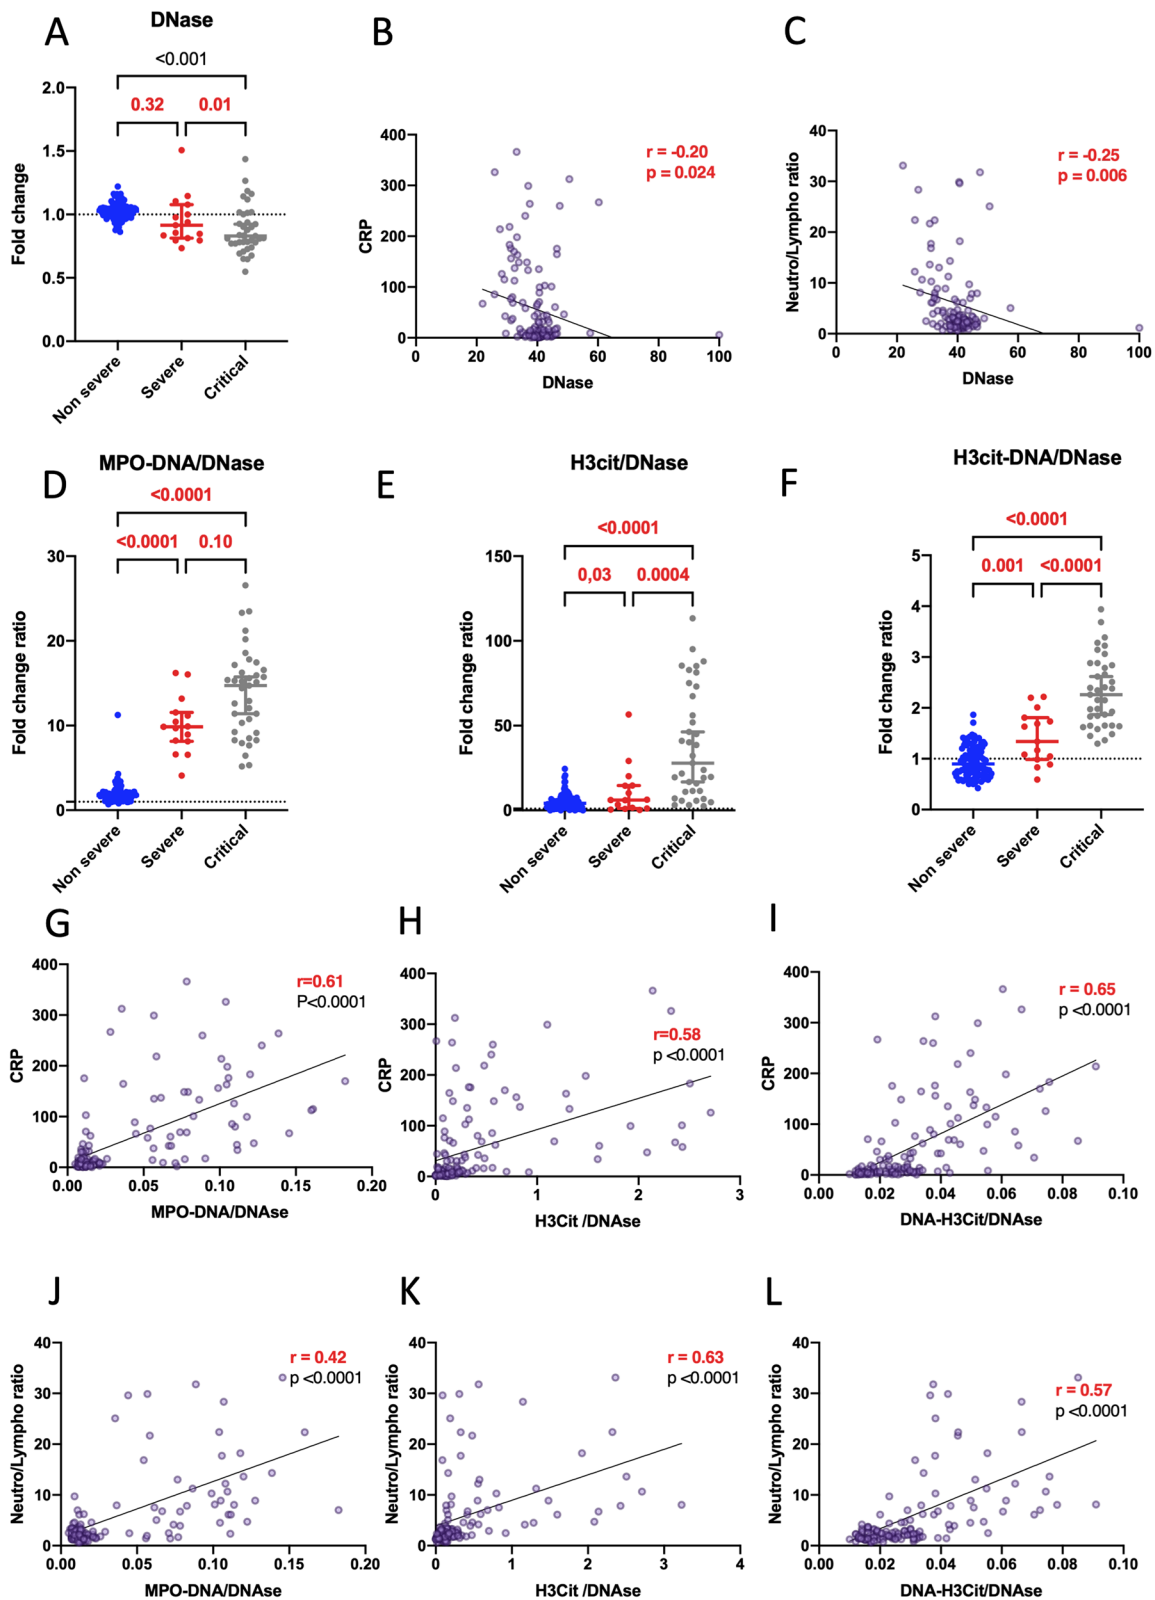 A
DNase
<0.001
0.32
0.01
2.0
1.5
1.0
0.5
0.0
Fold change
Non severe
Severe
Critical
B
400
300
200
100
0
CRP
r = -0.20
p = 0.024
0
20
40
60
80
100
DNase
C
40
30
20
10
0
Neutro/Lympho ratio
r = -0.25
p = 0.006
0
20
40
60
80
100
DNase
D
MPO-DNA/DNase
<0.0001
<0.0001
0.10
30
20
10
0
Fold change ratio
Non severe
Severe
Critical
E
H3cit/DNase
<0.0001
0,03
0.0004
150
100
50
0
Fold change ratio
Non severe
Severe
Critical
F
H3cit-DNA/DNase
<0.0001
0.001
<0.0001
5
4
3
2
1
0
Fold change ratio
Non severe
Severe
Critical
G
400
300
200
100
0
CRP
r=0.61
P<0.0001
0.00
0.05
0.10
0.15
0.20
MPO-DNA/DNAse
H
400
300
200
100
0
CRP
r=0.58
p <0.0001
0
1
2
3
H3Cit /DNAse
I
400
300
200
100
0
CRP
r = 0.65
p <0.0001
0.00
0.02
0.04
0.06
0.08
0.10
DNA-H3Cit/DNAse
J
40
30
20
10
0
Neutro/Lympho ratio
r = 0.42
p <0.0001
0.00
0.05
0.10
0.15
0.20
MPO-DNA/DNAse
K
40
30
20
10
0
Neutro/Lympho ratio
r = 0.63
p <0.0001
0
1
2
3
4
H3Cit /DNAse
L
40
30
20
10
0
Neutro/Lympho ratio
r = 0.57
p <0.0001
0.00
0.02
0.04
0.06
0.08
0.10
DNA-H3Cit/DNAse